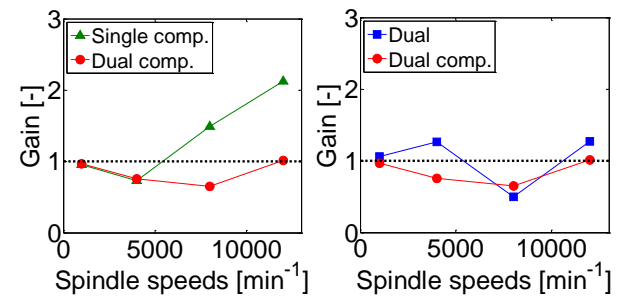 Single comp.
Dual comp.
3
2
1
0
Gain [-]
0
5000
10000
Spindle speeds [min-1]
Dual
Dual comp.
3
2
1
0
Gain [-]
0
5000
10000
Spindle speeds [min-1]